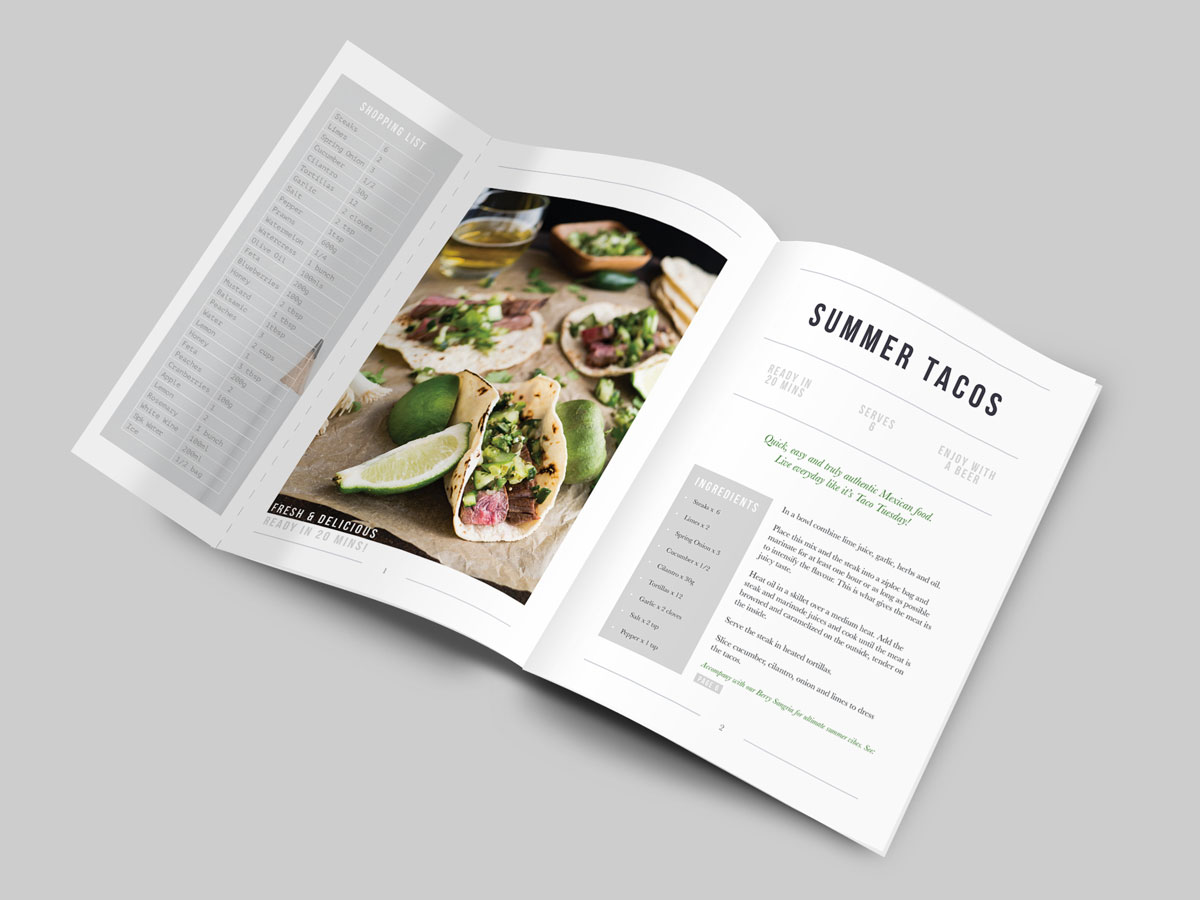 SHOPPING LIST
Steaks 6
Limes 2
Spring Onion 3
Cucumber 1/2
Cilantro 30g
Tortillas 12
Garlic 2 cloves
Salt 2 tsp
Pepper 1tsp
Prawns 600g
Watermelon 1/4
Watercress 1 bunch
Olive Oil 100mls
Feta 200g
Blueberries 100g
Honey 2 tbsp
Mustard 1 tbsp
Balsamic 1tbsp
Peaches
Water 2 cups
Lemon 1
Honey 3 tbsp
Feta 200g
Peaches 2
Cranberries 100g
Apple 1
Lemon 2
Rosemary 1 bunch
White Wine 100ml
Spk Water 200ml
Ice 1/2 bag
FRESH & DELICIOUS
READY IN 20 MINS!
1
SUMMER TACOS
READY IN
20 MINS
SERVES
6
ENJOY WITH
A BEER
Quick, easy and truly authentic Mexican food.
Live everyday like it's Taco Tuesday!
INGREDIENTS
Steaks x 6
Limes x 2
Spring Onion x 3
Cucumber x 1/2
Cilantro x 30g
Tortillas x 12
Garlic x 2 cloves
Salt x 2 tsp
Pepper x 1 tsp
In a bowl combine lime juice, garlic, herbs and oil.
Place this mix and the steak into a ziploc bag and
marinate for at least one hour or as long as possible
to intensify the flavour. This is what gives the meat its
juicy taste.
Heat oil in a skillet over a medium heat. Add the
steak and marinade juices and cook until the meat is
browned and caramelized on the outside, tender on
the inside.
Serve the steak in heated tortillas.
Slice cucumber, cilantro, onion and limes to dress
the tacos.
Accompany with our Berry Sangria for ultimate summer vibes. See:
PAGE 6
2